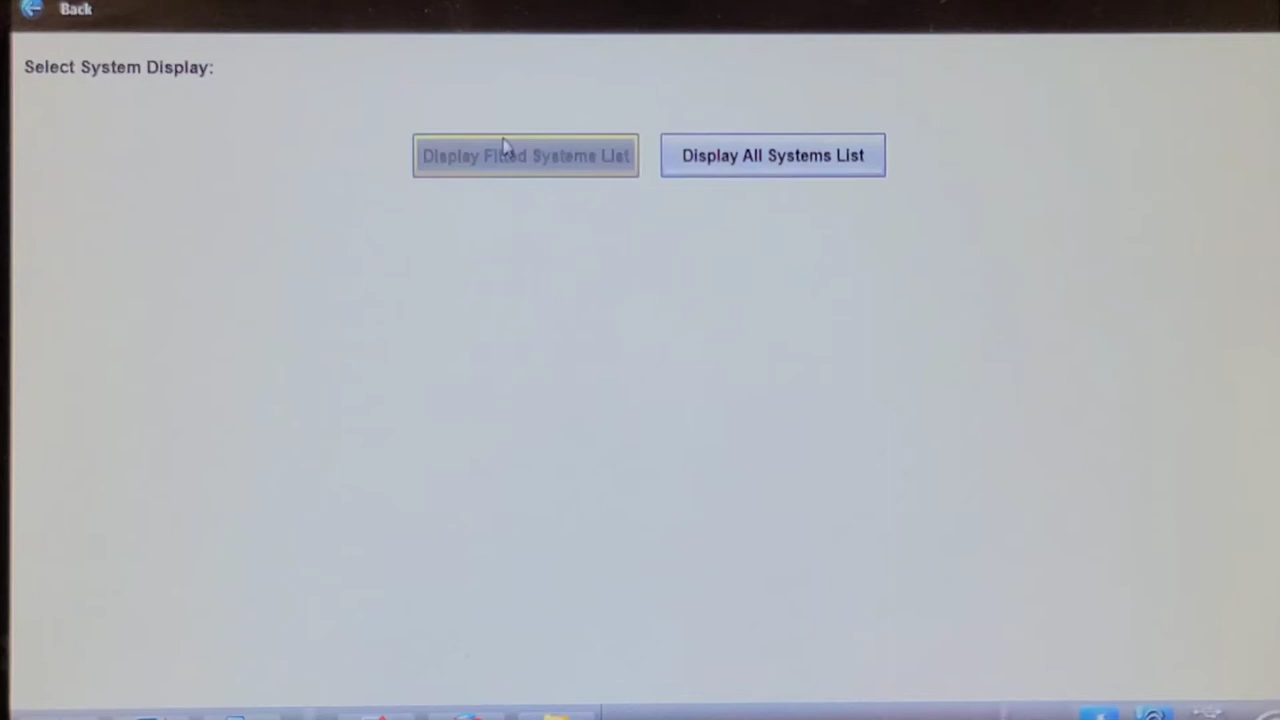 Back
Select System Display:
Display Fitted Systems List
Display All Systems List